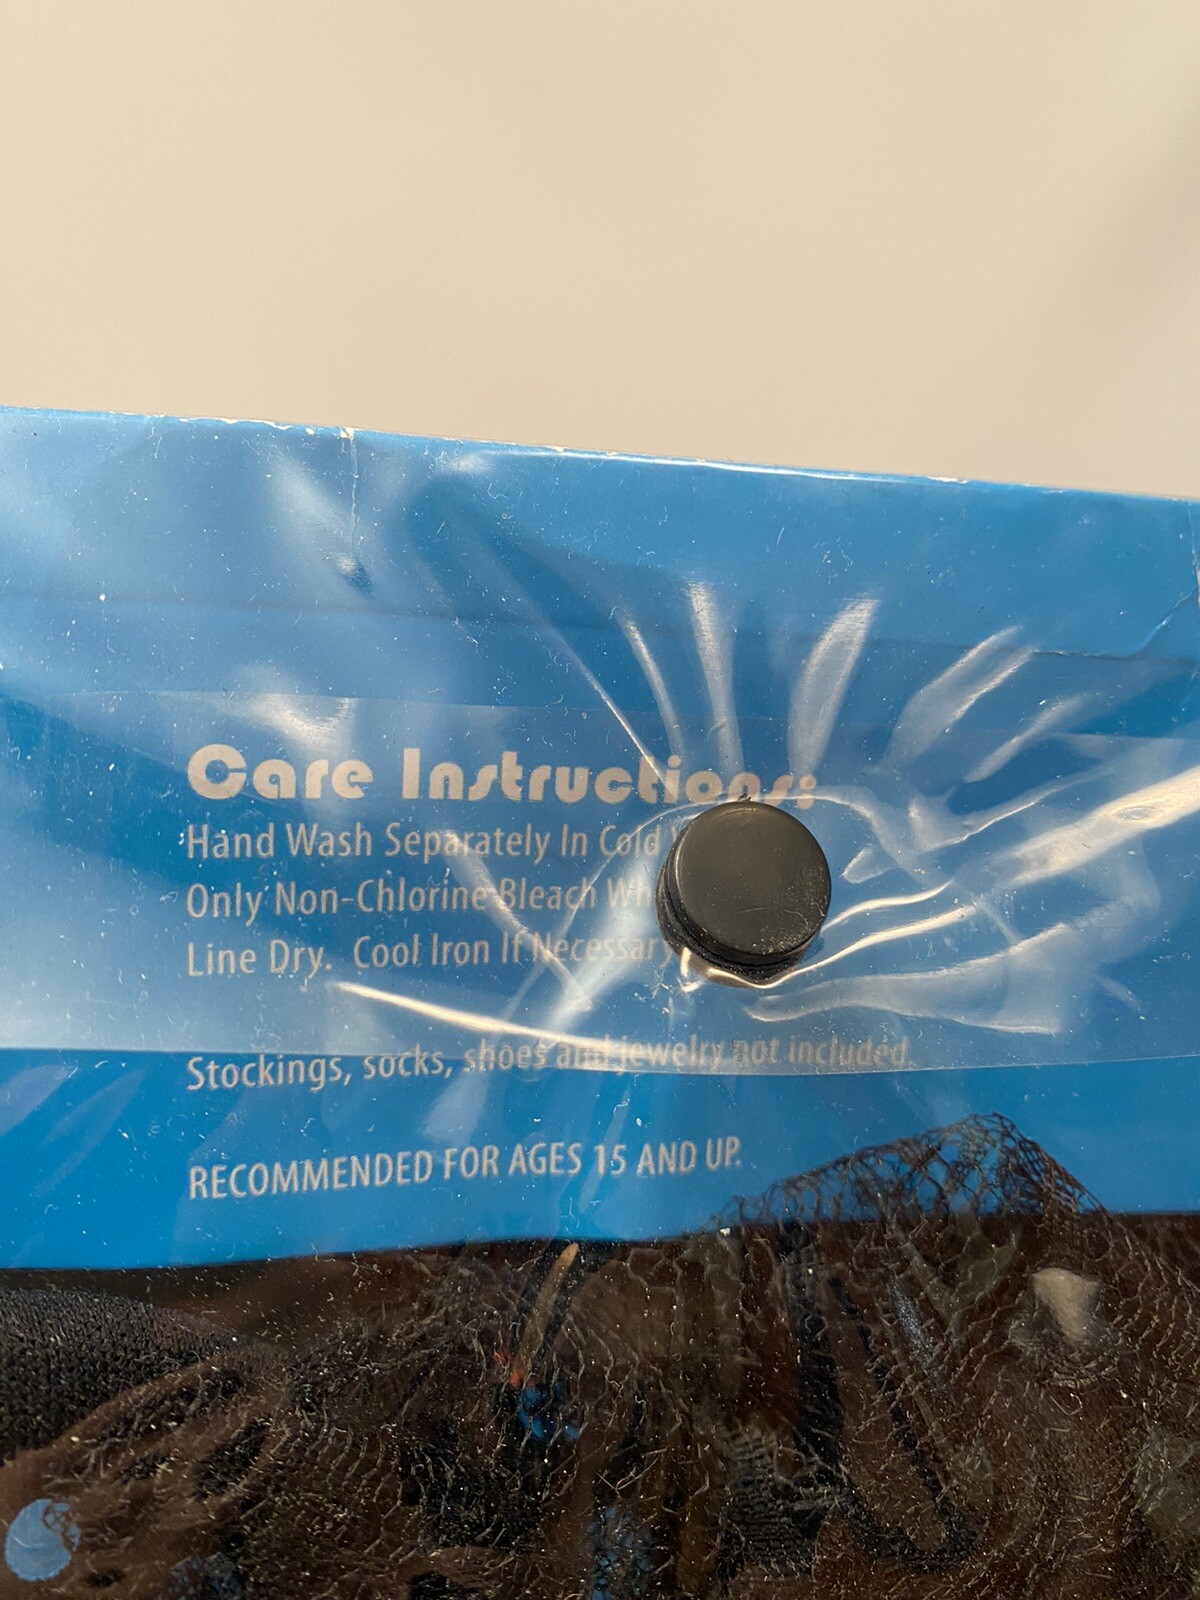 Care Instructions:
Hand Wash Separately In Cold
Only Non-Chlorine Bleach
Line Dry. Cool Iron If Necessary
Stockings, socks, shoes and jewelry not included.
RECOMMENDED FOR AGES 15 AND UP.